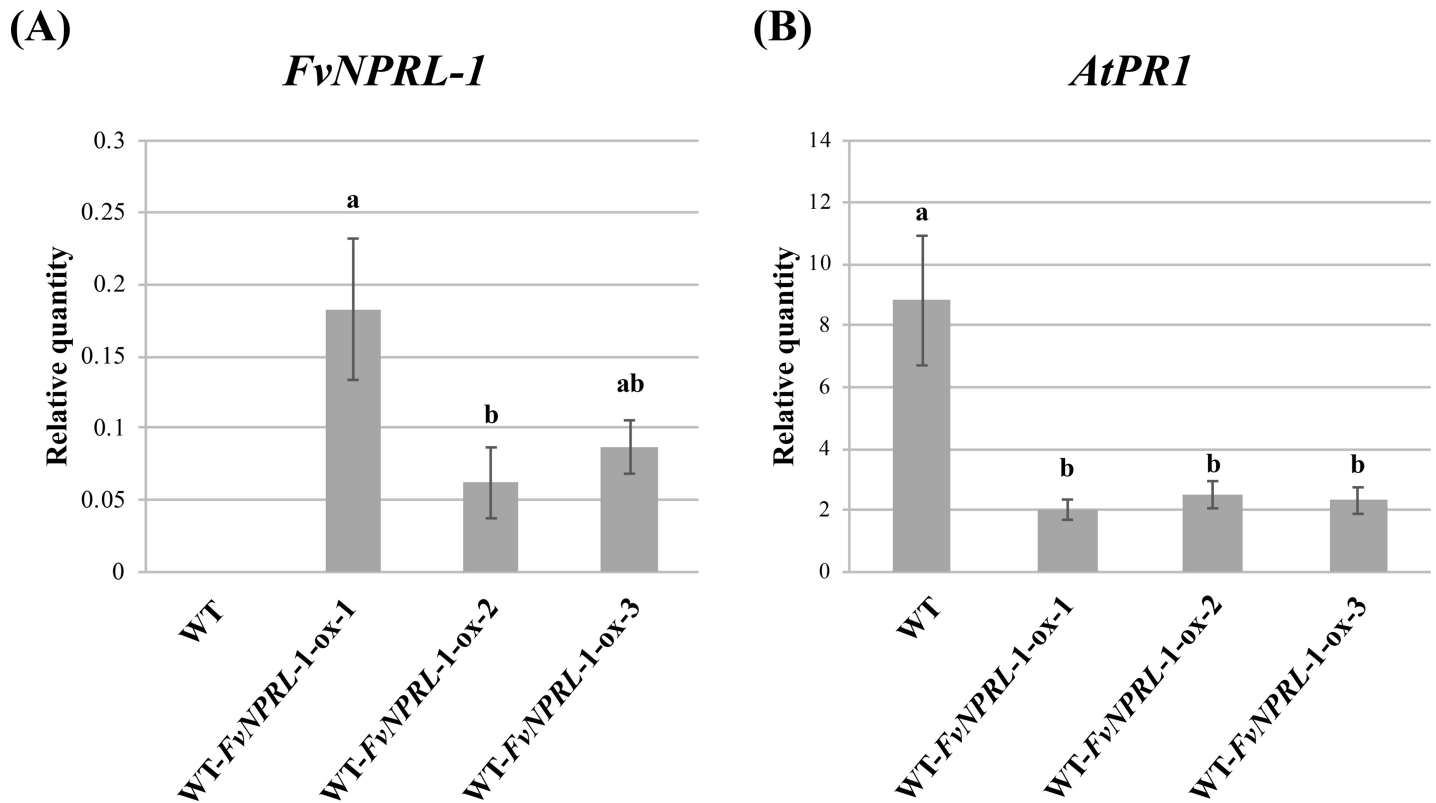 (A)
FvNPRL-1
0.3
0.25
0.2
0.15
0.1
0.05
0
Relative quantity
a
b
ab
WT
WT-FvNPRL-1-ox-1
WT-FvNPRL-1-ox-2
WT-FvNPRL-1-ox-3
(B)
AtPR1
14
12
10
8
6
4
2
0
Relative quantity
a
b
b
b
WT
WT-FvNPRL-1-ox-1
WT-FvNPRL-1-ox-2
WT-FvNPRL-1-ox-3